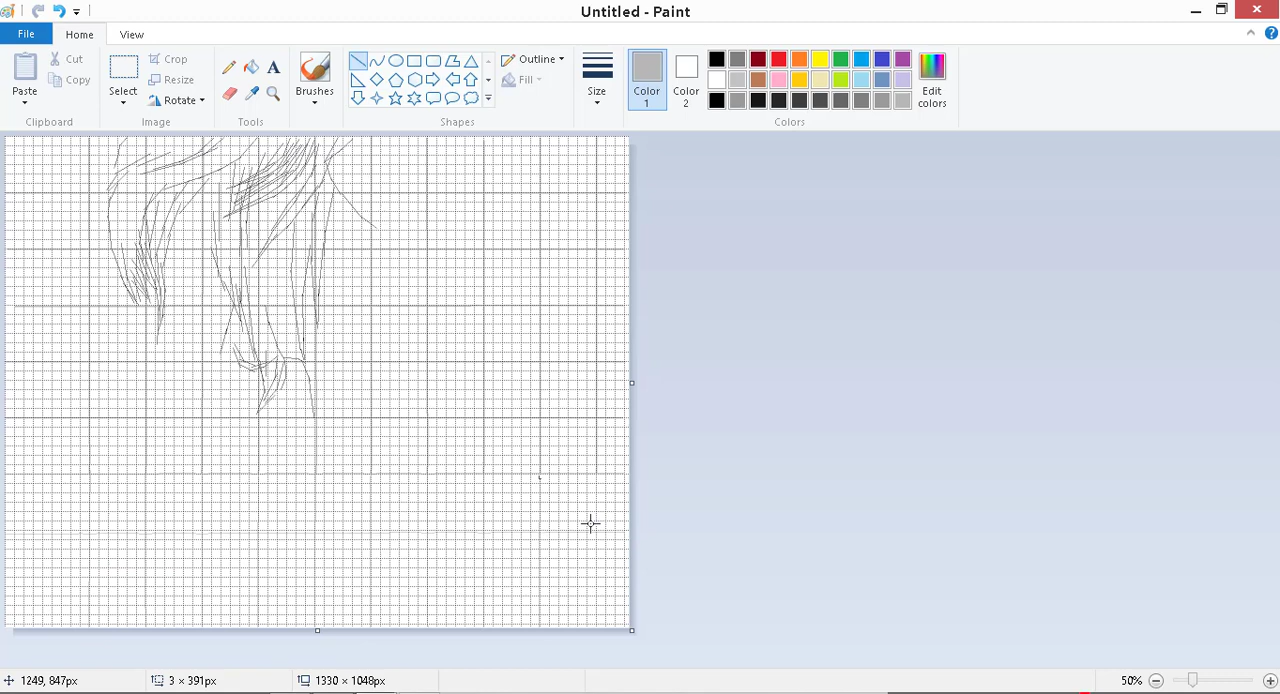 Untitled - Paint
File Home View
Paste
Cut
Copy
Clipboard
Select
Crop
Resize
Rotate
Image
A
Tools
Brushes
Outline
Fill
Shapes
Size
Color 1
Color 2
Edit colors
Colors
1249, 847px 3 × 391px 1330 × 1048px 50%